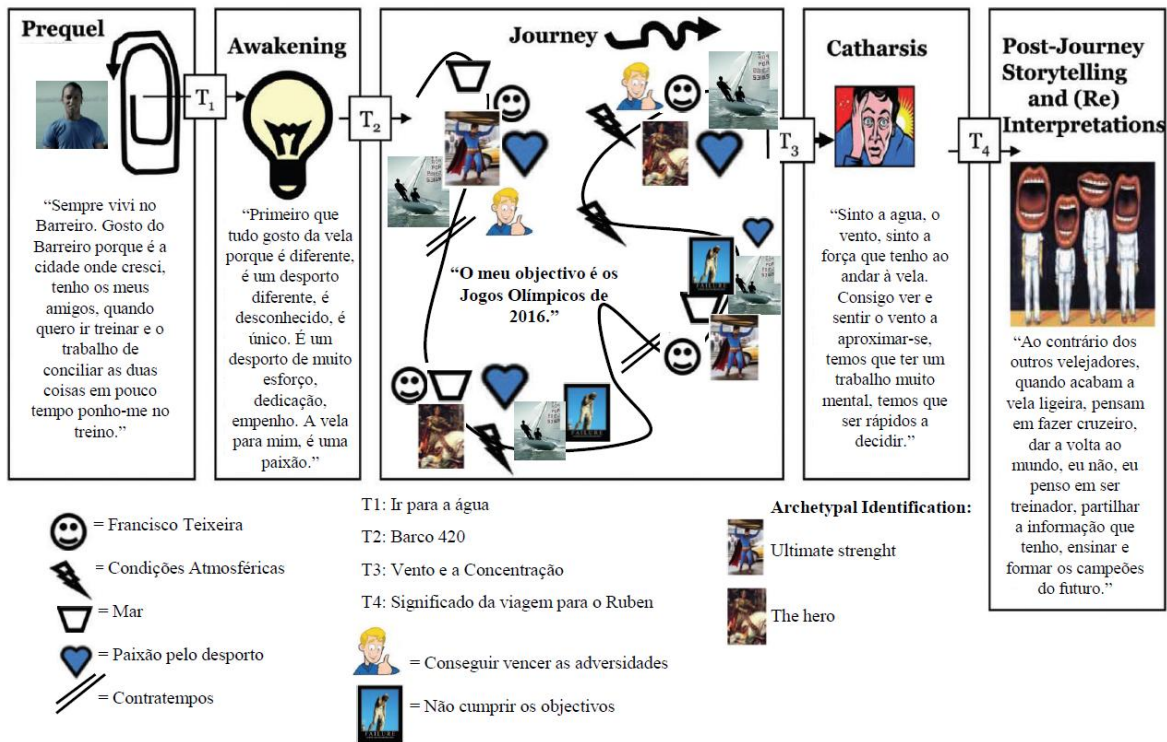 Prequel
T1
"Sempre vivi no
Barreiro. Gosto do
Barreiro porque é a
cidade onde cresci,
tenho os meus
amigos, quando
quero ir treinar e o
trabalho de
conciliar as duas
coisas em pouco
tempo ponho-me no
treino."
Awakening
T2
"Primeiro que
tudo gosto da vela
porque é diferente,
é um desporto
diferente, é
desconhecido, é
único. É um
desporto de muito
esforço,
dedicação,
empenho. A vela
para mim, é uma
paixão."
Journey
"O meu objectivo é os
Jogos Olímpicos de
2016."
FAILURE
FAILURE
T3
Catharsis
"Sinto a agua, o
vento, sinto a
força que tenho ao
andar à vela.
Consigo ver e
sentir o vento a
aproximar-se,
temos que ter um
trabalho muito
mental, temos que
ser rápidos a
decidir."
T4
Post-Journey
Storytelling
and (Re)
Interpretations
"Ao contrário dos
outros velejadores,
quando acabam a
vela ligeira, pensam
em fazer cruzeiro,
dar a volta ao
mundo, eu não, eu
penso em ser
treinador, partilhar
a informação que
tenho, ensinar e
formar os campeões
do futuro."
= Francisco Teixeira
= Condições Atmosféricas
= Mar
= Paixão pelo desporto
= Contratempos
T1: Ir para a água
T2: Barco 420
T3: Vento e a Concentração
T4: Significado da viagem para o Ruben
= Conseguir vencer as adversidades
FAILURE
= Não cumprir os objectivos
Archetypal Identification:
Ultimate strenght
The hero